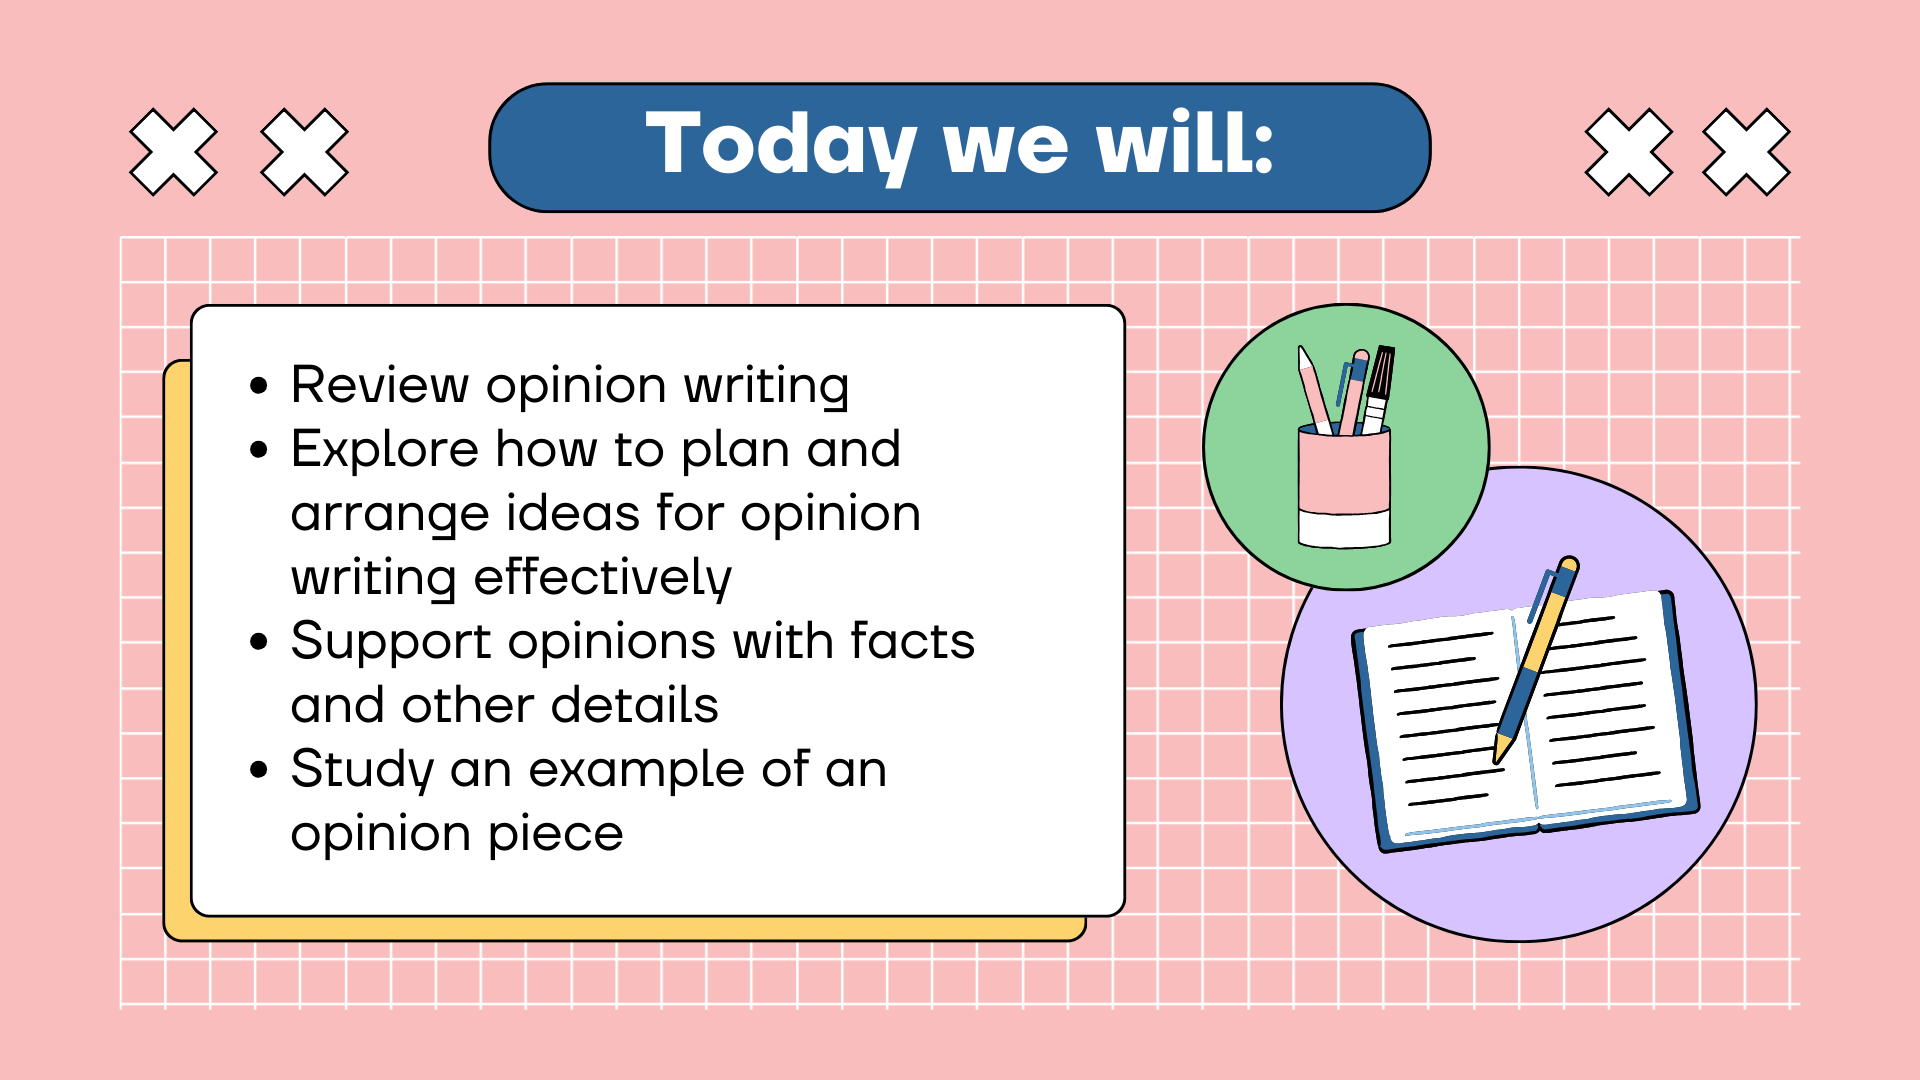 Today we will:
• Review opinion writing
• Explore how to plan and
arrange ideas for opinion
writing effectively
• Support opinions with facts
and other details
• Study an example of an
opinion piece